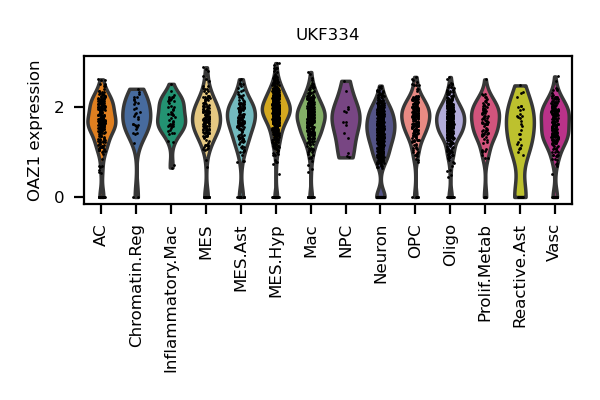 UKF334
OAZ1 expression
2
0
AC
Chromatin.Reg
Inflammatory.Mac
MES
MES.Ast
MES.Hyp
Mac
NPC
Neuron
OPC
Oligo
Prolif.Metab
Reactive.Ast
Vasc